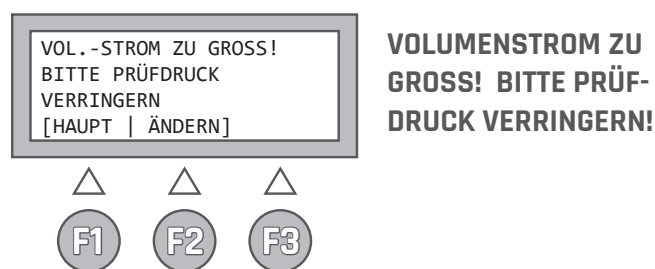 VOL.-STROM ZU GROSS!
BITTE PRÜFDRUCK
VERRINGERN
[HAUPT | ÄNDERN]
F1 F2 F3
VOLUMENSTROM ZU
GROSS! BITTE PRÜF-
DRUCK VERRINGERN!